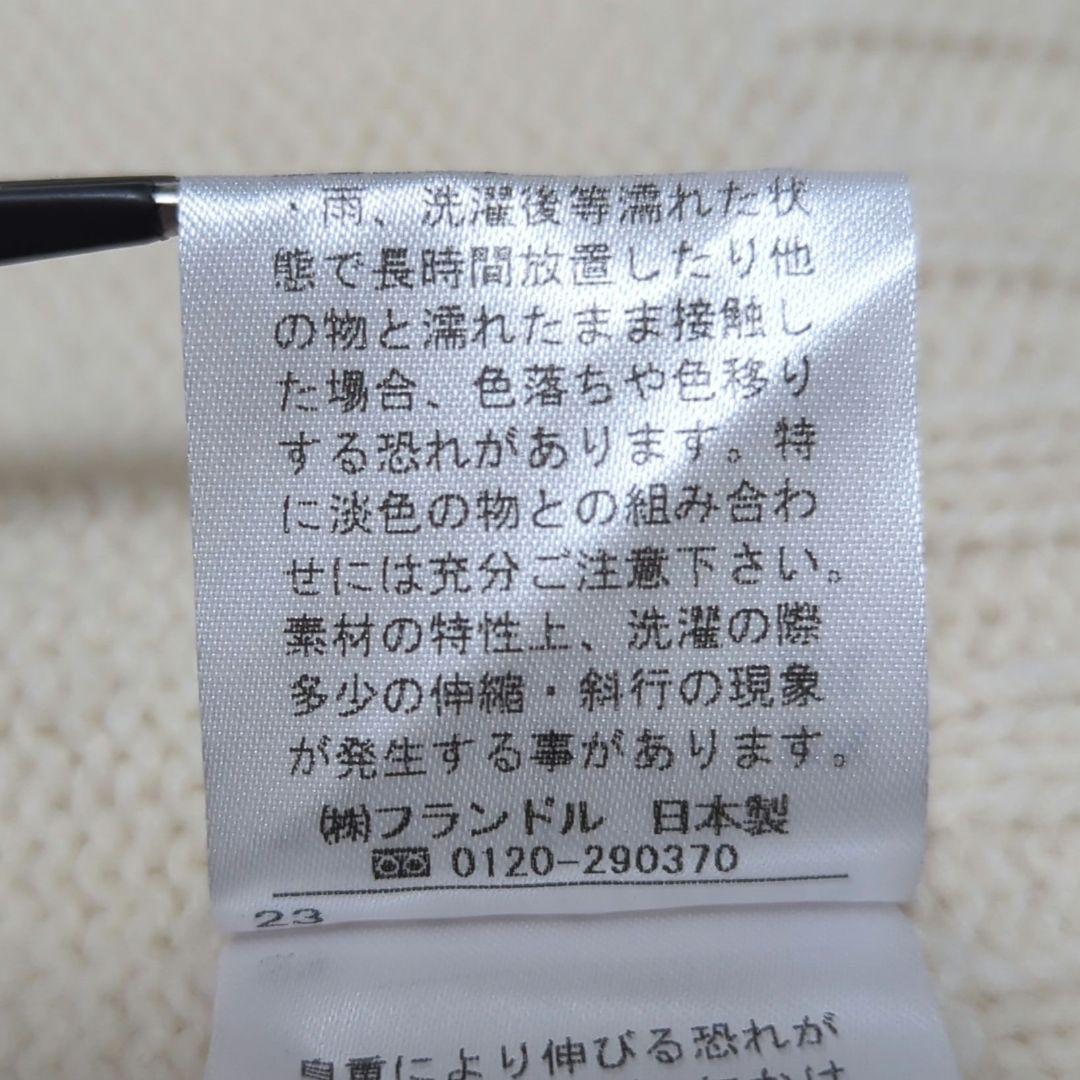 ・雨、洗濯後等濡れた状
態で長時間放置したり他
の物と濡れたまま接触し
た場合、色落ちや色移り
する恐れがあります。特
に淡色の物との組み合わ
せには充分ご注意下さい。
素材の特性上、洗濯の際
多少の伸縮・斜行の現象
が発生する事があります。
(株)フランドル 日本製
0120-290370
23
自重により伸びる恐れが